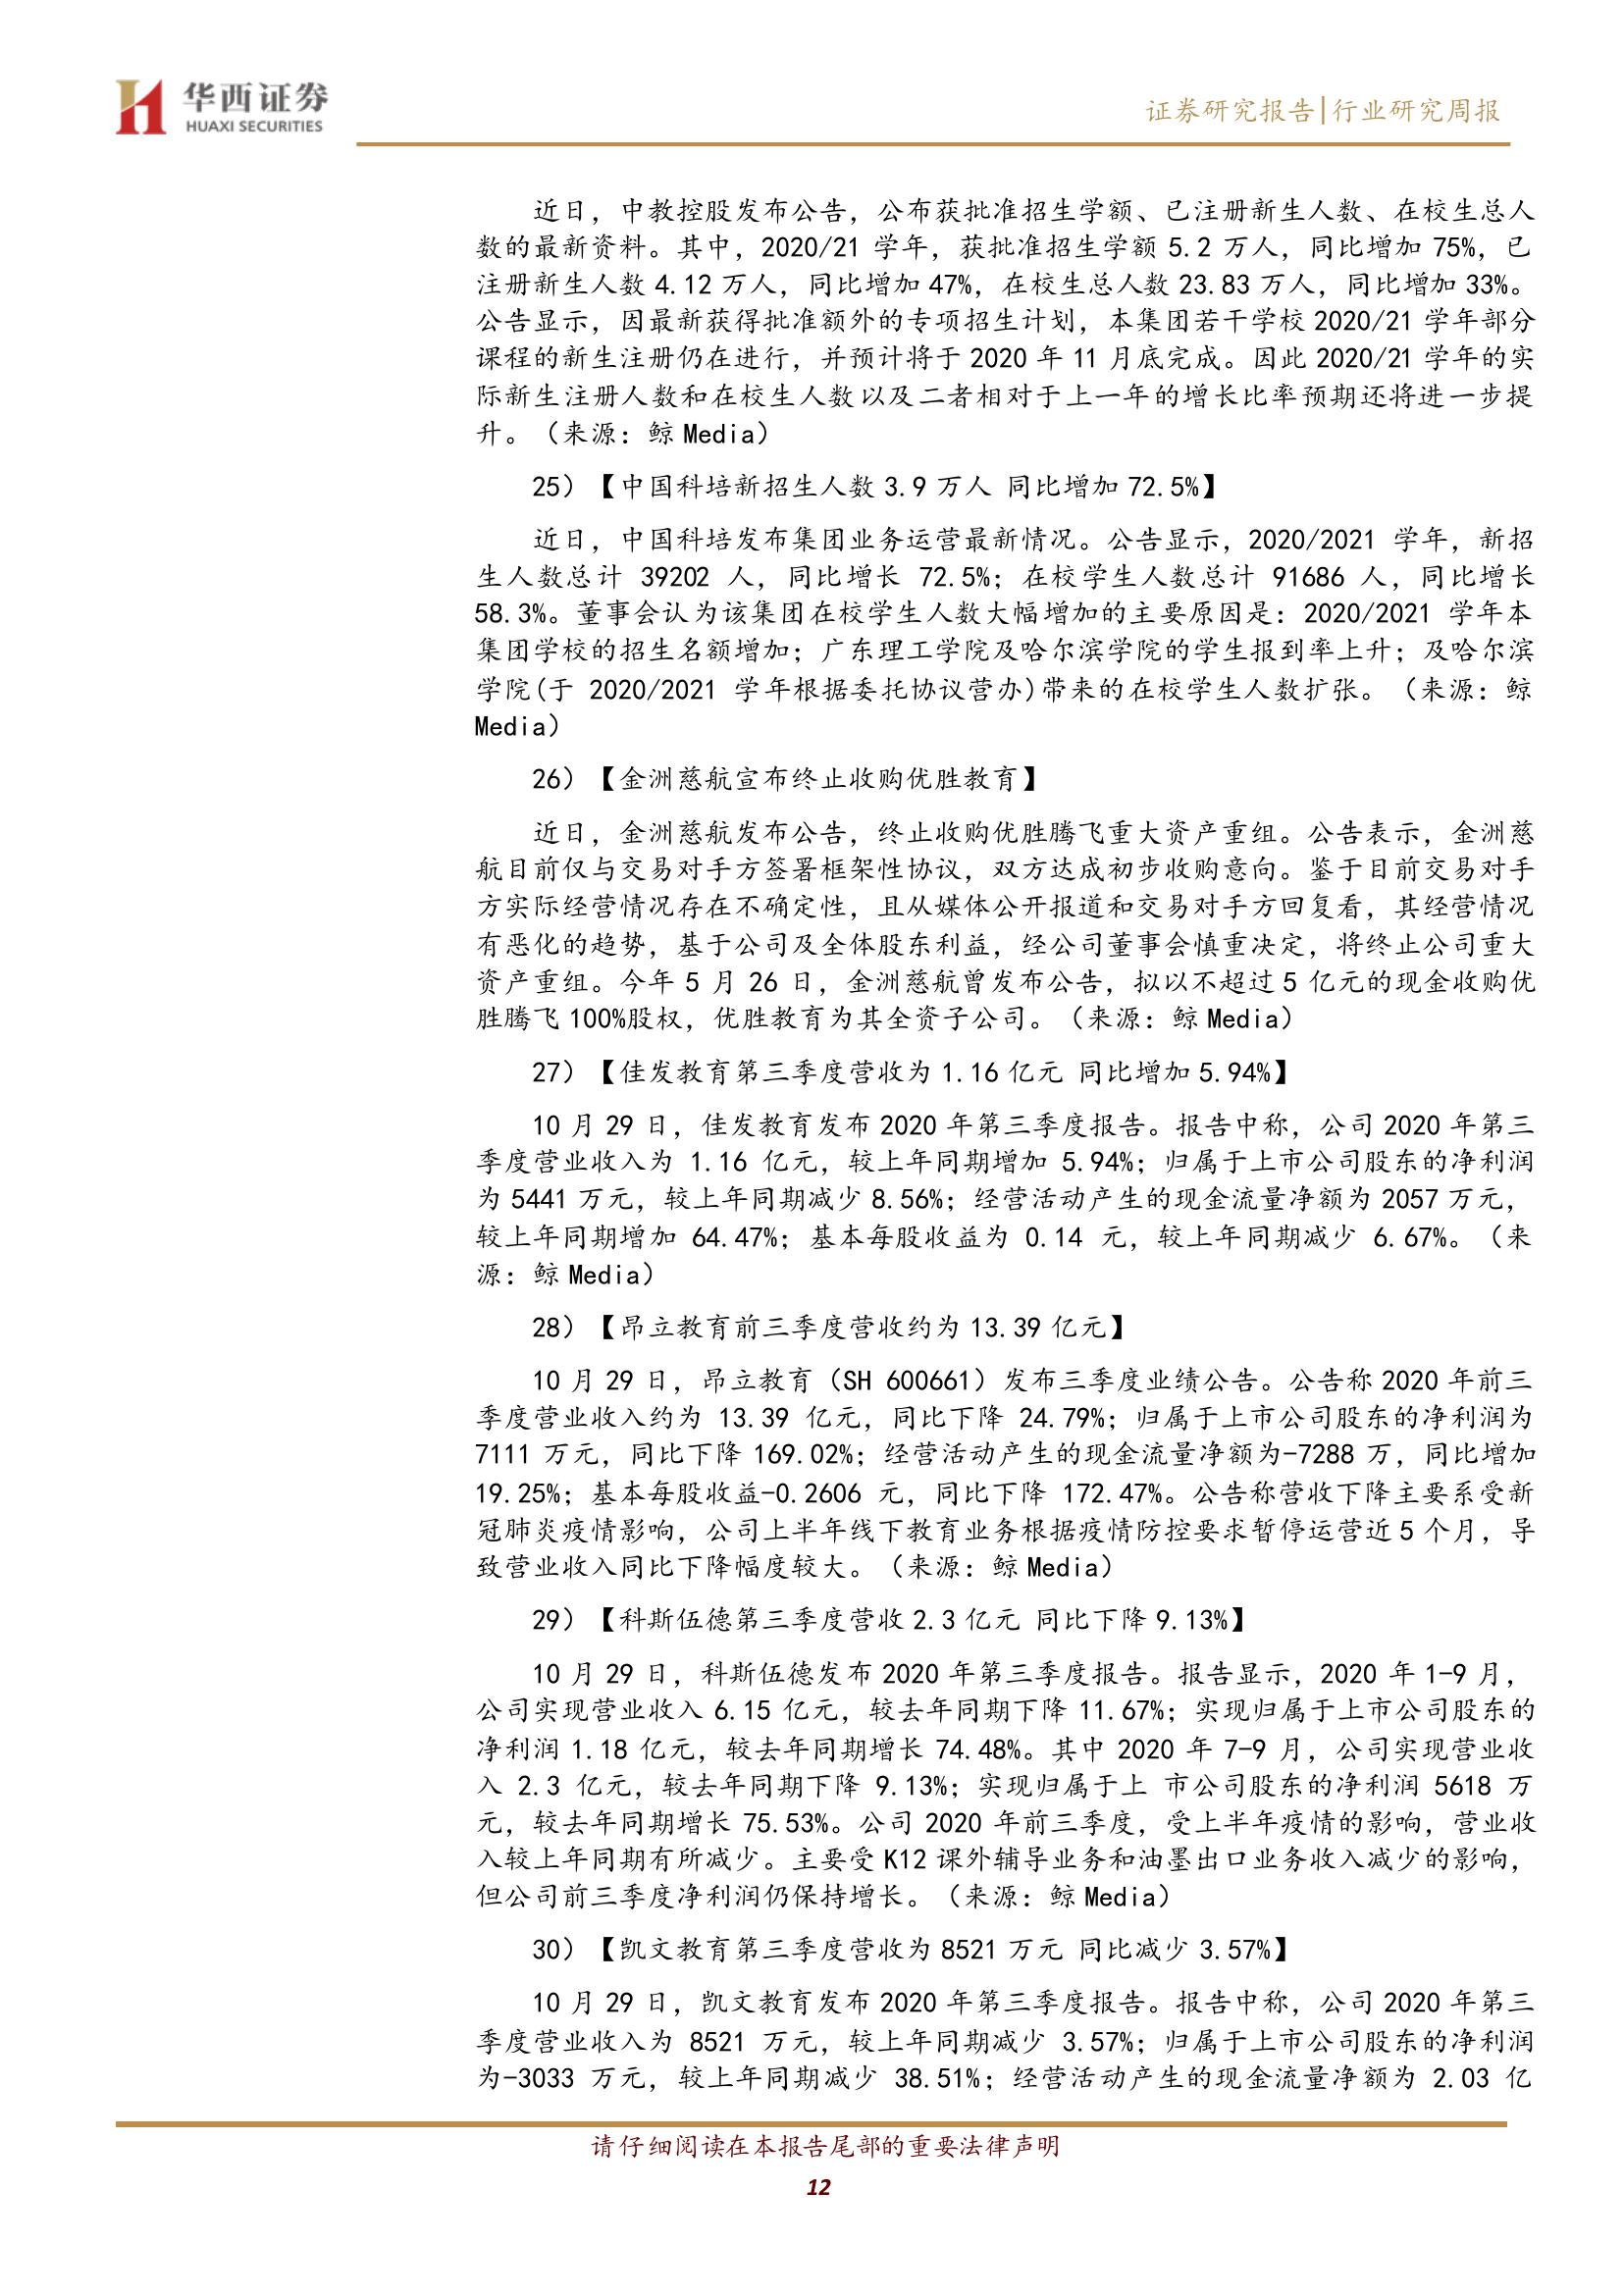 华西证券
HUAXI SECURITIES
证券研究报告|行业研究周报
近日，中教控股发布公告，公布获批准招生学额、已注册新生人数、在校生总人
数的最新资料。其中，2020/21 学年，获批准招生学额 5.2 万人，同比增加 75%，已
注册新生人数 4.12 万人，同比增加 47%，在校生总人数 23.83 万人，同比增加 33%。
公告显示，因最新获得批准额外的专项招生计划，本集团若干学校 2020/21 学年部分
课程的新生注册仍在进行，并预计将于 2020 年 11 月底完成。因此 2020/21 学年的实
际新生注册人数和在校生人数以及二者相对于上一年的增长比率预期还将进一步提
升。（来源：鲸 Media）
25）【中国科培新招生人数 3.9 万人 同比增加 72.5%】
近日，中国科培发布集团业务运营最新情况。公告显示，2020/2021 学年，新招
生人数总计 39202 人，同比增长 72.5%；在校学生人数总计 91686 人，同比增长
58.3%。董事会认为该集团在校学生人数大幅增加的主要原因是：2020/2021 学年本
集团学校的招生名额增加；广东理工学院及哈尔滨学院的学生报到率上升；及哈尔滨
学院(于 2020/2021 学年根据委托协议营办)带来的在校学生人数扩张。（来源：鲸
Media）
26）【金洲慈航宣布终止收购优胜教育】
近日，金洲慈航发布公告，终止收购优胜腾飞重大资产重组。公告表示，金洲慈
航目前仅与交易对手方签署框架性协议，双方达成初步收购意向。鉴于目前交易对手
方实际经营情况存在不确定性，且从媒体公开报道和交易对手方回复看，其经营情况
有恶化的趋势，基于公司及全体股东利益，经公司董事会慎重决定，将终止公司重大
资产重组。今年 5 月 26 日，金洲慈航曾发布公告，拟以不超过 5 亿元的现金收购优
胜腾飞 100%股权，优胜教育为其全资子公司。（来源：鲸 Media）
27）【佳发教育第三季度营收为 1.16 亿元 同比增加 5.94%】
10 月 29 日，佳发教育发布 2020 年第三季度报告。报告中称，公司 2020 年第三
季度营业收入为 1.16 亿元，较上年同期增加 5.94%；归属于上市公司股东的净利润
为 5441 万元，较上年同期减少 8.56%；经营活动产生的现金流量净额为 2057 万元，
较上年同期增加 64.47%；基本每股收益为 0.14 元，较上年同期减少 6.67%。（来
源：鲸 Media）
28）【昂立教育前三季度营收约为 13.39 亿元】
10 月 29 日，昂立教育（SH 600661）发布三季度业绩公告。公告称 2020 年前三
季度营业收入约为 13.39 亿元，同比下降 24.79%；归属于上市公司股东的净利润为
7111 万元，同比下降 169.02%；经营活动产生的现金流量净额为-7288 万，同比增加
19.25%；基本每股收益-0.2606 元，同比下降 172.47%。公告称营收下降主要系受新
冠肺炎疫情影响，公司上半年线下教育业务根据疫情防控要求暂停运营近 5 个月，导
致营业收入同比下降幅度较大。（来源：鲸 Media）
29）【科斯伍德第三季度营收 2.3 亿元 同比下降 9.13%】
10 月 29 日，科斯伍德发布 2020 年第三季度报告。报告显示，2020 年 1-9 月，
公司实现营业收入 6.15 亿元，较去年同期下降 11.67%；实现归属于上市公司股东的
净利润 1.18 亿元，较去年同期增长 74.48%。其中 2020 年 7-9 月，公司实现营业收
入 2.3 亿元，较去年同期下降 9.13%；实现归属于上 市公司股东的净利润 5618 万
元，较去年同期增长 75.53%。公司 2020 年前三季度，受上半年疫情的影响，营业收
入较上年同期有所减少。主要受 K12 课外辅导业务和油墨出口业务收入减少的影响，
但公司前三季度净利润仍保持增长。（来源：鲸 Media）
30）【凯文教育第三季度营收为 8521 万元 同比减少 3.57%】
10 月 29 日，凯文教育发布 2020 年第三季度报告。报告中称，公司 2020 年第三
季度营业收入为 8521 万元，较上年同期减少 3.57%；归属于上市公司股东的净利润
为-3033 万元，较上年同期减少 38.51%；经营活动产生的现金流量净额为 2.03 亿
请仔细阅读在本报告尾部的重要法律声明
12